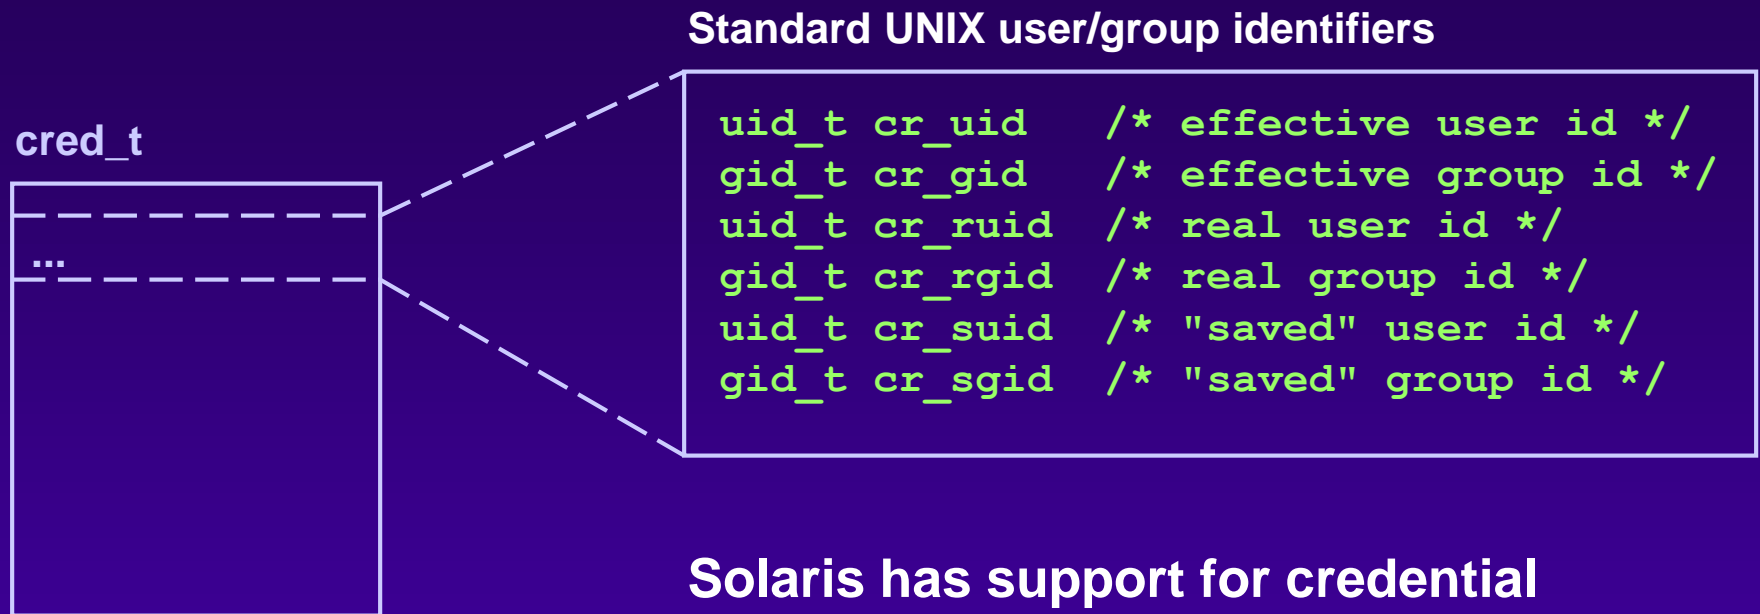 Standard UNIX user/group identifiers
cred_t
...
uid_t cr_uid /* effective user id */
gid_t cr_gid /* effective group id */
uid_t cr_ruid /* real user id */
gid_t cr_rgid /* real group id */
uid_t cr_suid /* "saved" user id */
gid_t cr_sgid /* "saved" group id */
Solaris has support for credential